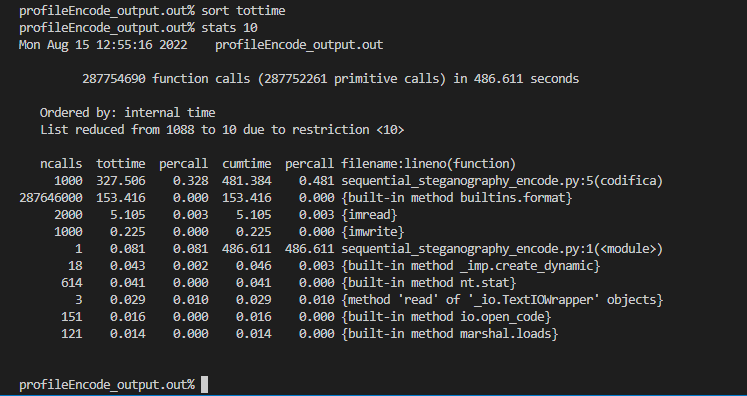 profileEncode_output.out% sort tottime
profileEncode_output.out% stats 10
Mon Aug 15 12:55:16 2022    profileEncode_output.out
287754690 function calls (287752261 primitive calls) in 486.611 seconds
Ordered by: internal time
List reduced from 1088 to 10 due to restriction <10>
ncalls  tottime  percall  cumtime  percall filename:lineno(function)
1000  327.506    0.328  481.384    0.481 sequential_steganography_encode.py:5(codifica)
287646000  153.416    0.000  153.416    0.000 {built-in method builtins.format}
2000    5.105    0.003    5.105    0.003 {imread}
1000    0.225    0.000    0.225    0.000 {imwrite}
1    0.081    0.081  486.611  486.611 sequential_steganography_encode.py:1(<module>)
18    0.043    0.002    0.046    0.003 {built-in method _imp.create_dynamic}
614    0.041    0.000    0.041    0.000 {built-in method nt.stat}
3    0.029    0.010    0.029    0.010 {method 'read' of '_io.TextIOWrapper' objects}
151    0.016    0.000    0.016    0.000 {built-in method io.open_code}
121    0.014    0.000    0.014    0.000 {built-in method marshal.loads}
profileEncode_output.out%